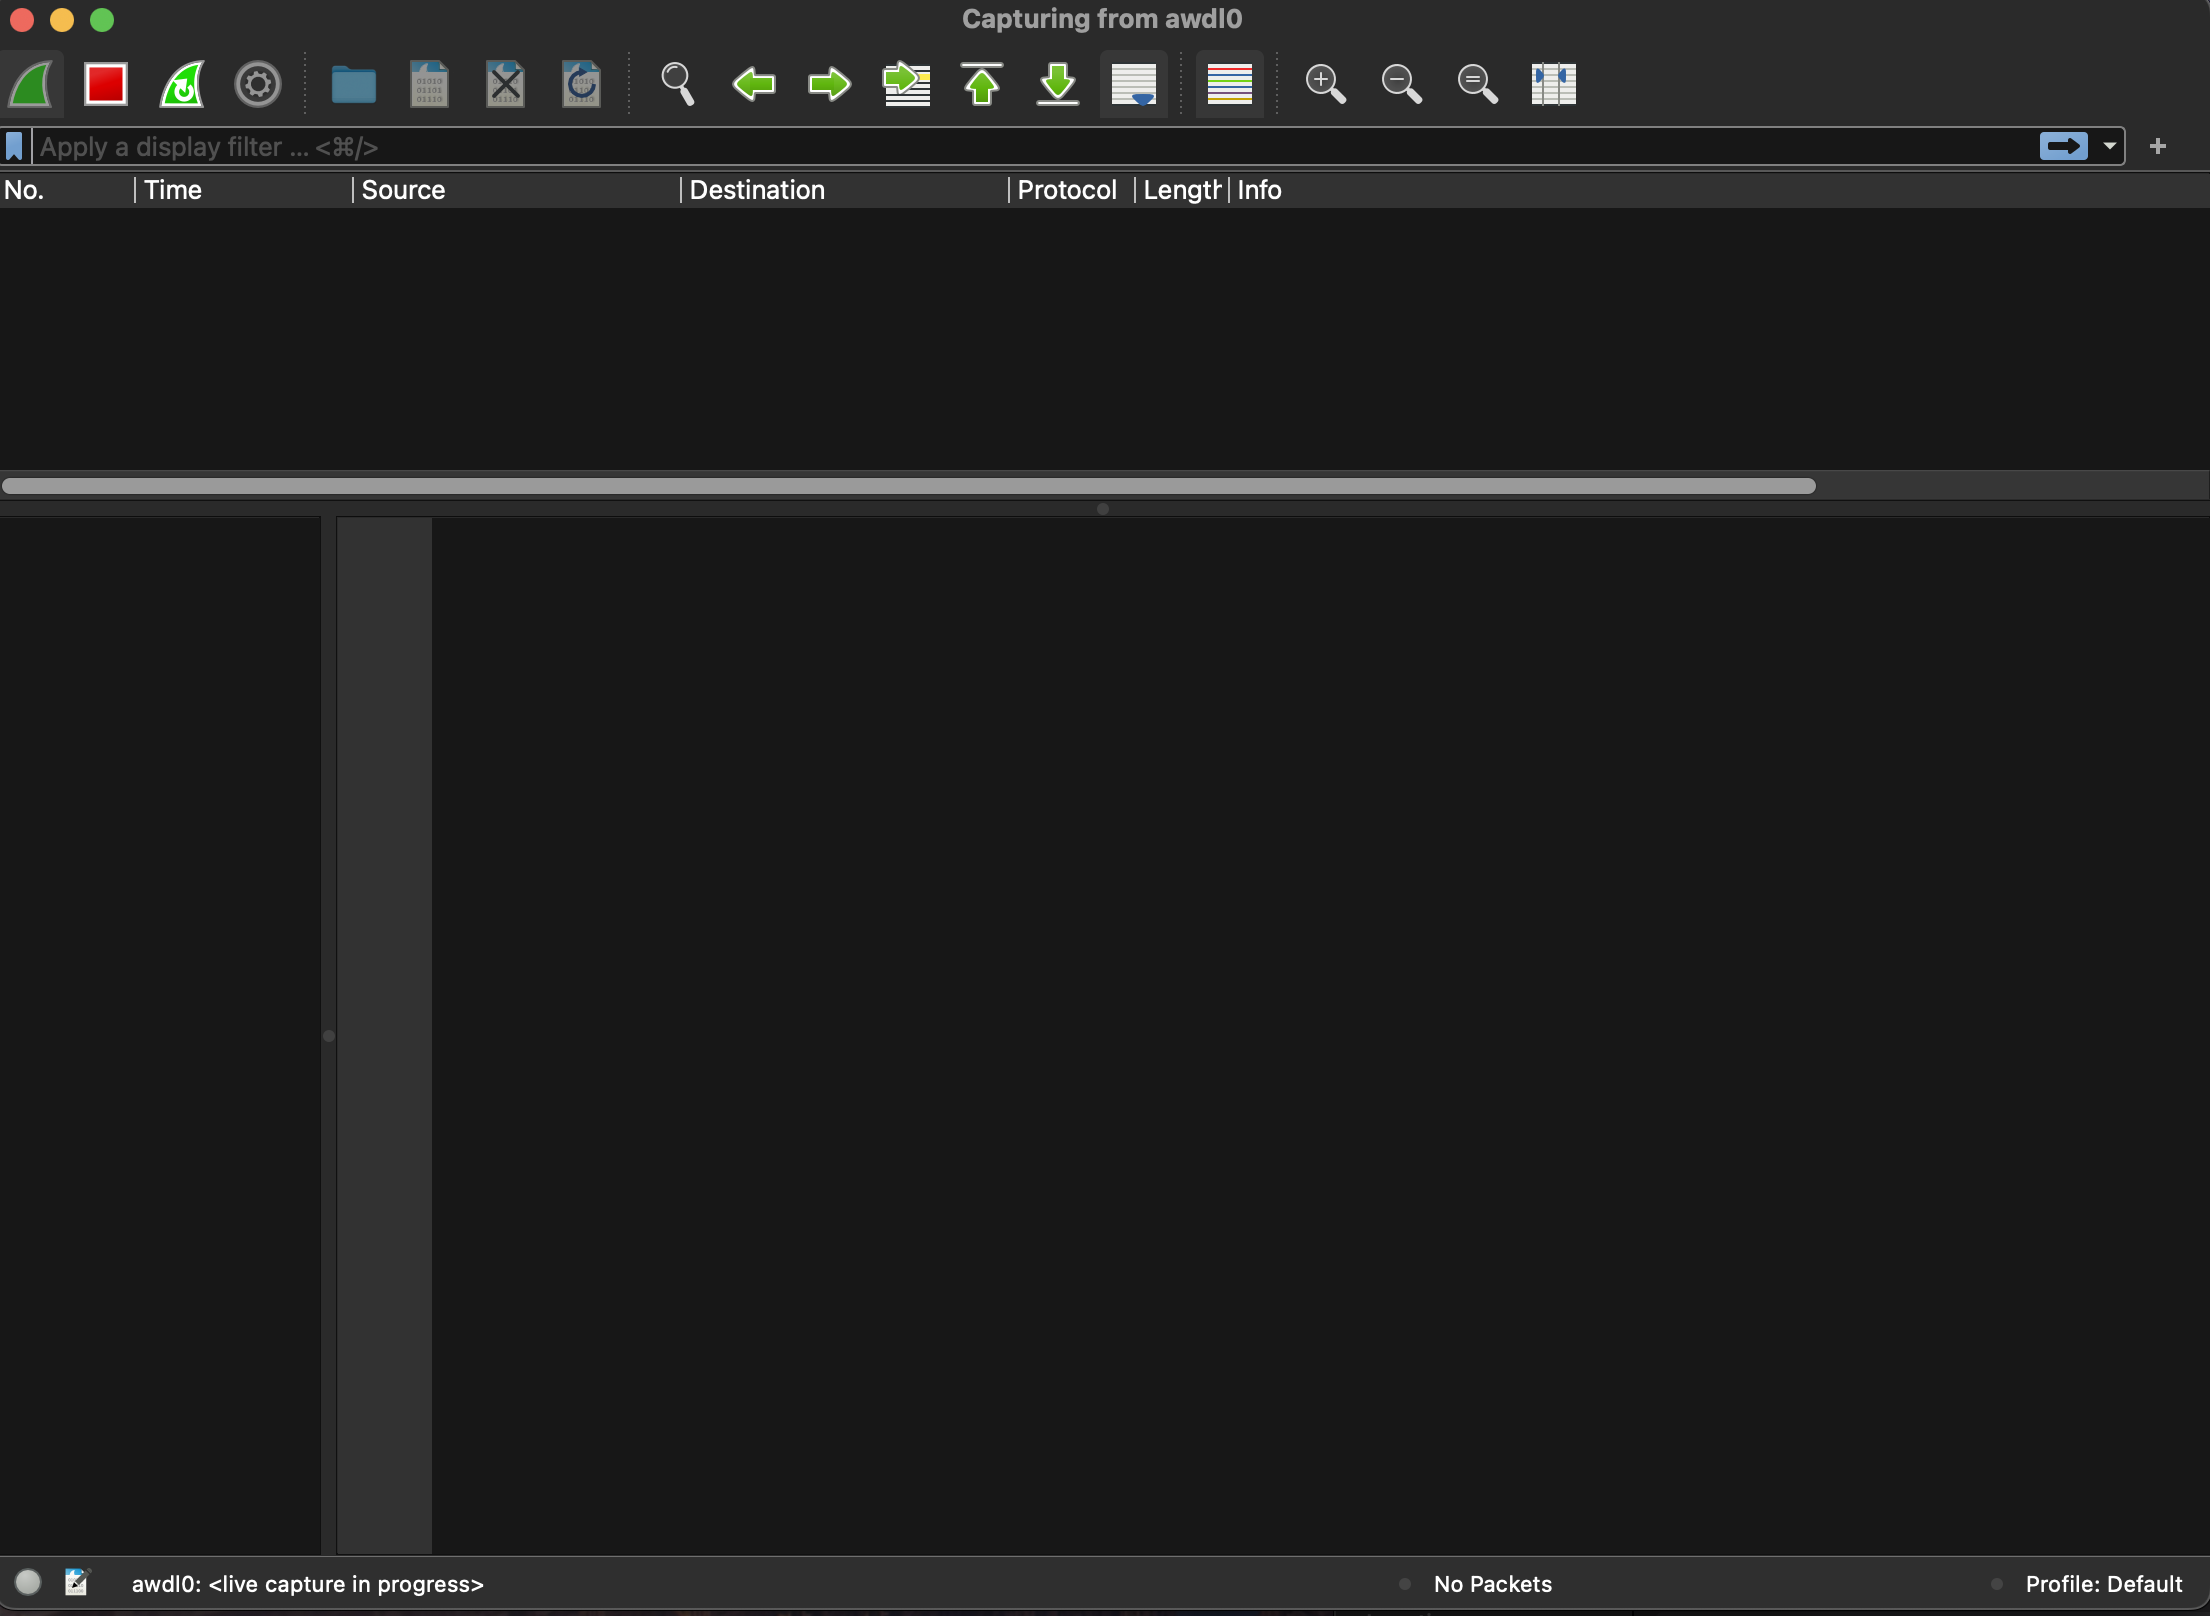 Capturing from awdl0
Apply a display filter ... <⌘/>
No. Time Source Destination Protocol Length Info
awdl0: <live capture in progress> No Packets Profile: Default